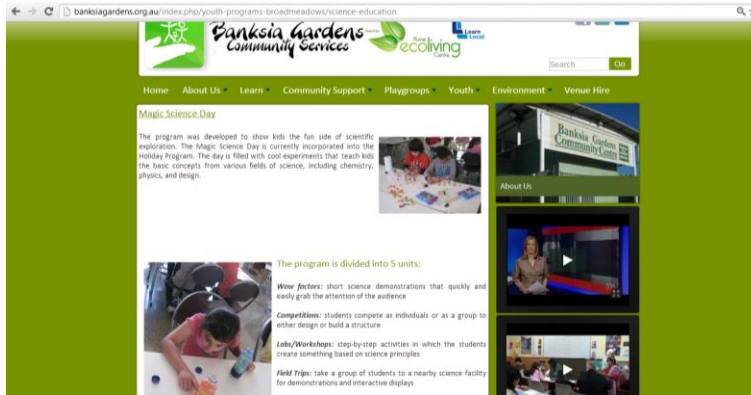 banksiagardens.org.au/index.php/youth-programs-broadmeadows/science-education
Banksia Gardens
Community Services
Hume
ecoliving
Centre
Learn
Local
Search
Go
Home About Us Learn Community Support Playgroups Youth Environment Venue Hire
Magic Science Day
The program was developed to show kids the fun side of scientific
exploration. The Magic Science Day is currently incorporated into the
Holiday Program. The day is filled with cool experiments that teach kids
the basic concepts from various fields of science, including chemistry,
physics, and design.
Banksia Gardens
Community Center
About Us
The program is divided into 5 units:
Wow factors: short science demonstrations that quickly and
easily grab the attention of the audience
Competitions: students compete as individuals or as a group to
either design or build a structure
Labs/Workshops: step-by-step activities in which the students
create something based on science principles
Field Trips: take a group of students to a nearby science facility
for demonstrations and interactive displays